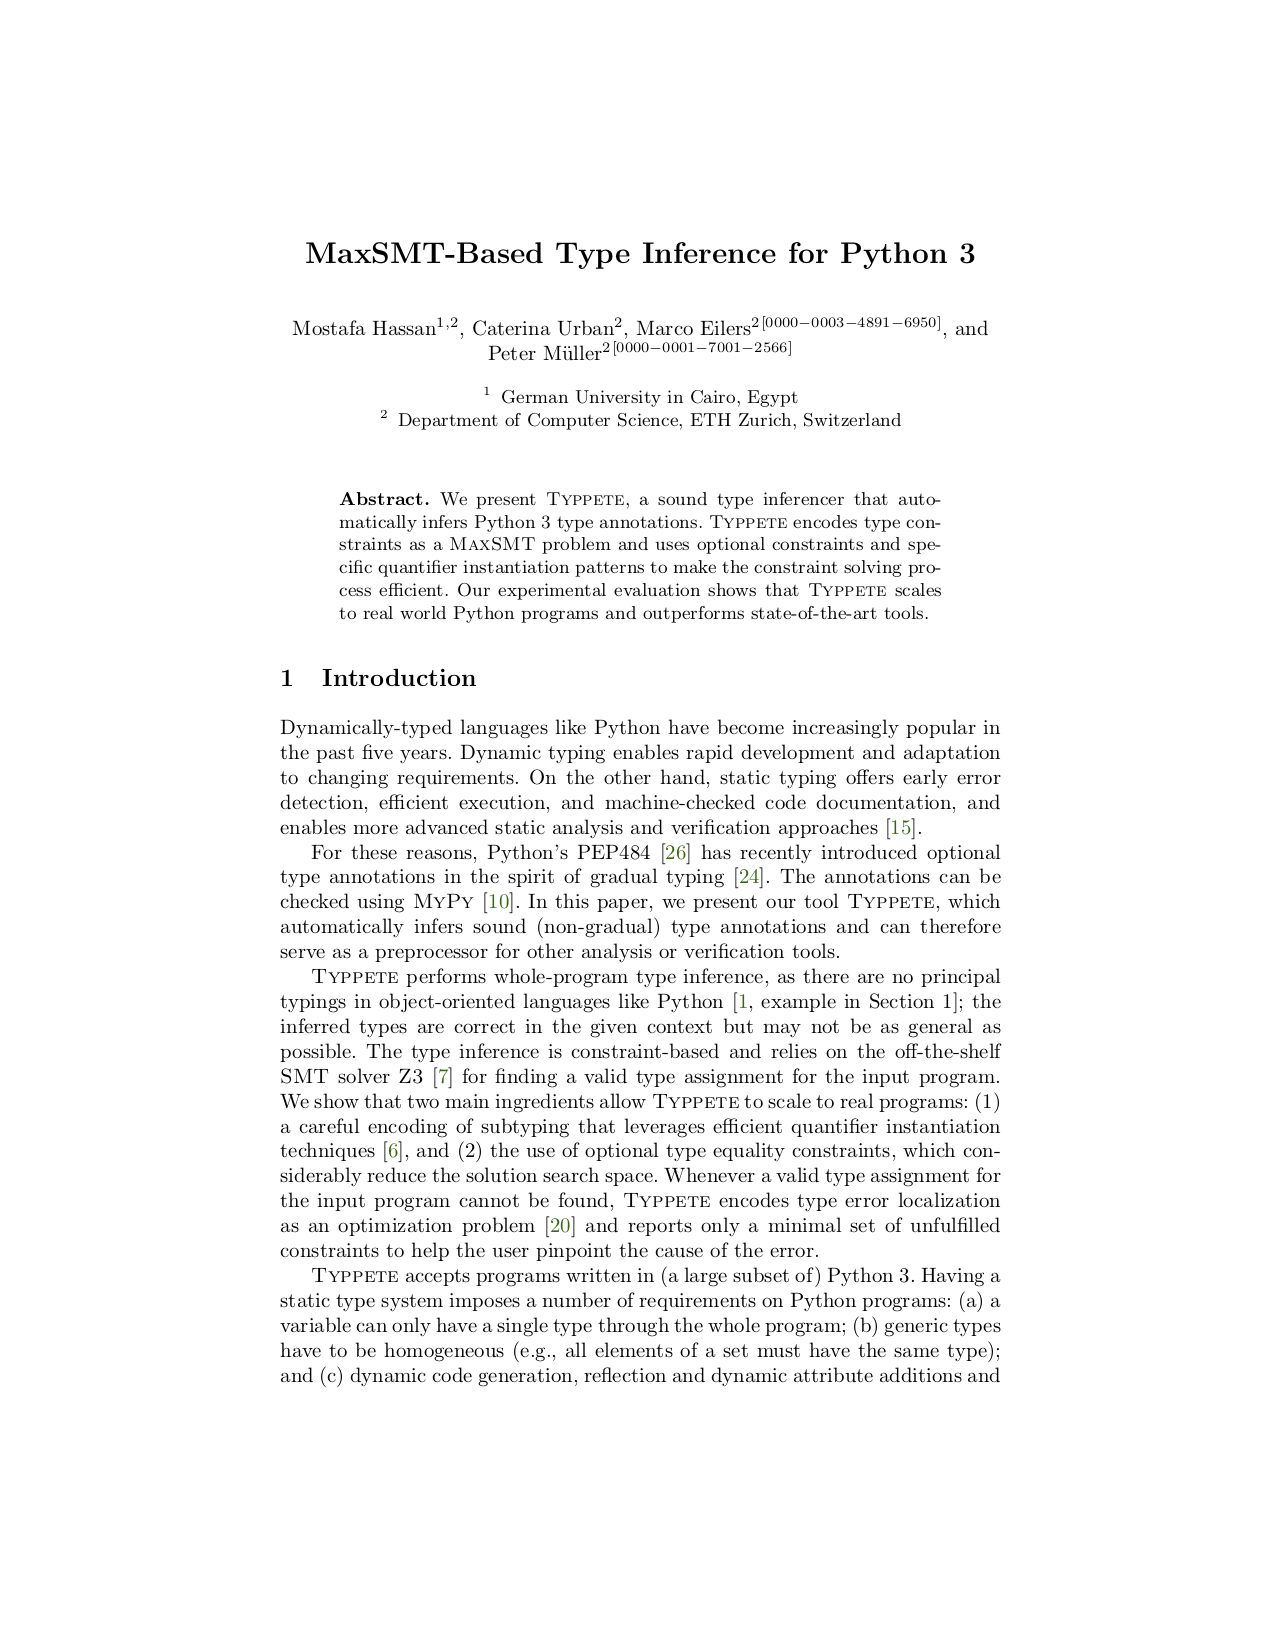 MaxSMT-Based Type Inference for Python 3
Mostafa Hassan1,2, Caterina Urban2, Marco Eilers2[0000−0003−4891−6950], and
Peter Müller2[0000−0001−7001−2566]
1 German University in Cairo, Egypt
2 Department of Computer Science, ETH Zurich, Switzerland
Abstract. We present Typpete, a sound type inferencer that auto-
matically infers Python 3 type annotations. Typpete encodes type con-
straints as a MaxSMT problem and uses optional constraints and spe-
cific quantifier instantiation patterns to make the constraint solving pro-
cess efficient. Our experimental evaluation shows that Typpete scales
to real world Python programs and outperforms state-of-the-art tools.
1 Introduction
Dynamically-typed languages like Python have become increasingly popular in
the past five years. Dynamic typing enables rapid development and adaptation
to changing requirements. On the other hand, static typing offers early error
detection, efficient execution, and machine-checked code documentation, and
enables more advanced static analysis and verification approaches [15].
For these reasons, Python's PEP484 [26] has recently introduced optional
type annotations in the spirit of gradual typing [24]. The annotations can be
checked using MyPy [10]. In this paper, we present our tool Typpete, which
automatically infers sound (non-gradual) type annotations and can therefore
serve as a preprocessor for other analysis or verification tools.
Typpete performs whole-program type inference, as there are no principal
typings in object-oriented languages like Python [1, example in Section 1]; the
inferred types are correct in the given context but may not be as general as
possible. The type inference is constraint-based and relies on the off-the-shelf
SMT solver Z3 [7] for finding a valid type assignment for the input program.
We show that two main ingredients allow Typpete to scale to real programs: (1)
a careful encoding of subtyping that leverages efficient quantifier instantiation
techniques [6], and (2) the use of optional type equality constraints, which con-
siderably reduce the solution search space. Whenever a valid type assignment for
the input program cannot be found, Typpete encodes type error localization
as an optimization problem [20] and reports only a minimal set of unfulfilled
constraints to help the user pinpoint the cause of the error.
Typpete accepts programs written in (a large subset of) Python 3. Having a
static type system imposes a number of requirements on Python programs: (a) a
variable can only have a single type through the whole program; (b) generic types
have to be homogeneous (e.g., all elements of a set must have the same type);
and (c) dynamic code generation, reflection and dynamic attribute additions and